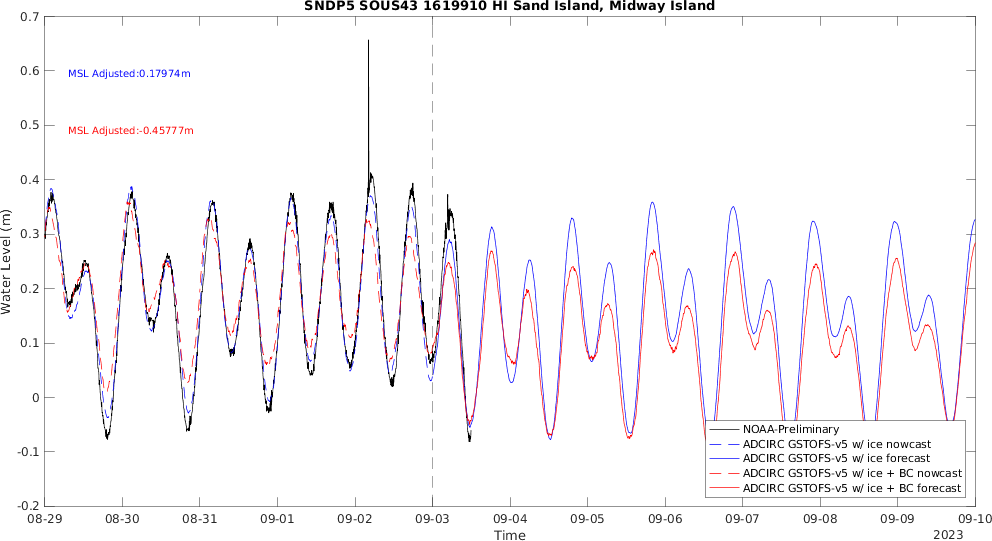 SNDP5 SOUS43 1619910 HI Sand Island, Midway Island
0.7
0.6
0.5
0.4
0.3
0.2
0.1
0
-0.1
-0.2
Water Level (m)
MSL Adjusted:0.17974m
MSL Adjusted:-0.45777m
NOAA-Preliminary
ADCIRC GSTOFS-v5 w/ ice nowcast
ADCIRC GSTOFS-v5 w/ ice forecast
ADCIRC GSTOFS-v5 w/ ice + BC nowcast
ADCIRC GSTOFS-v5 w/ ice + BC forecast
08-29 08-30 08-31 09-01 09-02 09-03 09-04 09-05 09-06 09-07 09-08 09-09 09-10
Time
2023